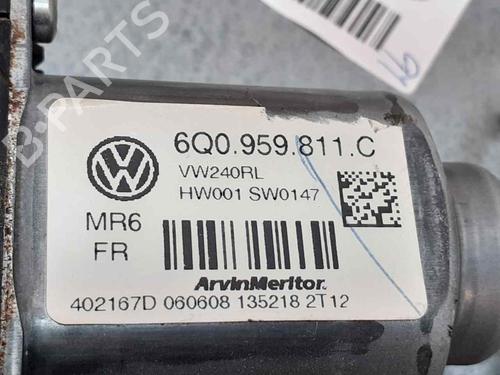 B-PARTS
6Q0.959.811.C
VW240RL
HW001 SW0147
MR6
FR
ArvinMeritor
402167D 060608 135218 2T12